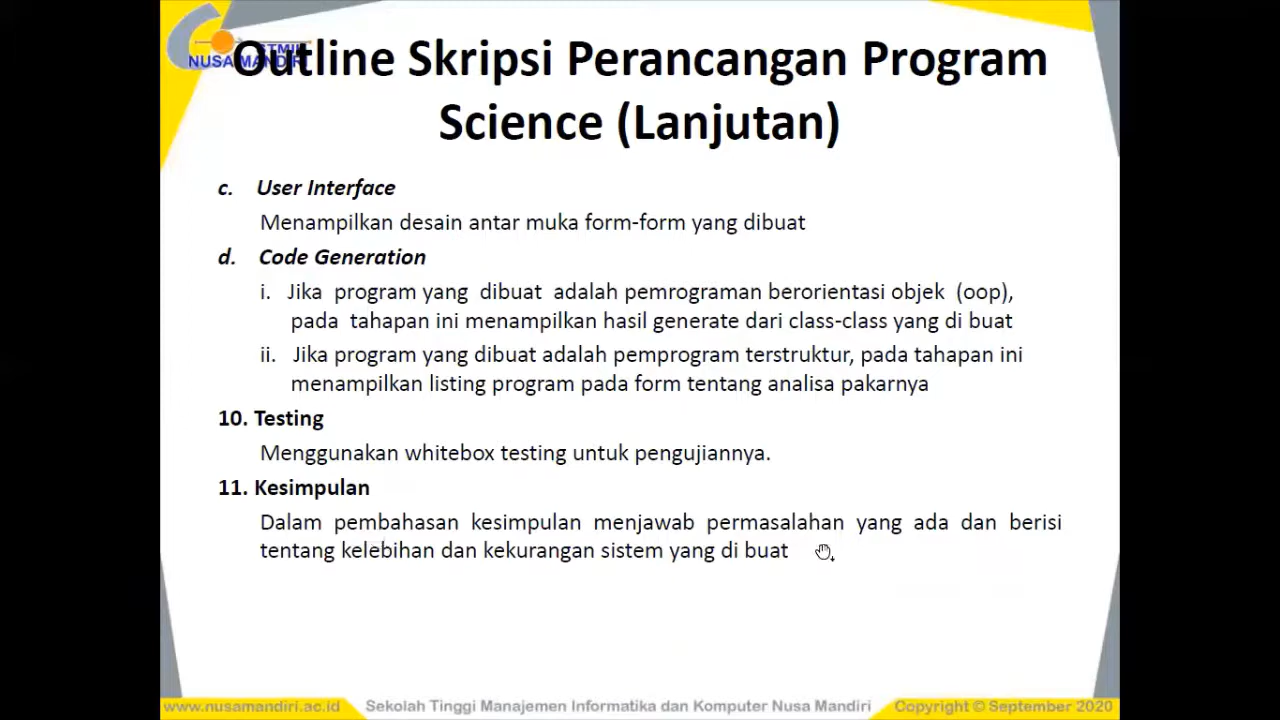 STMIK
NUSA MANDIRI
Outline Skripsi Perancangan Program
Science (Lanjutan)
c. User Interface
Menampilkan desain antar muka form-form yang dibuat
d. Code Generation
i. Jika program yang dibuat adalah pemrograman berorientasi objek (oop),
pada tahapan ini menampilkan hasil generate dari class-class yang di buat
ii. Jika program yang dibuat adalah pemprogram terstruktur, pada tahapan ini
menampilkan listing program pada form tentang analisa pakarnya
10. Testing
Menggunakan whitebox testing untuk pengujiannya.
11. Kesimpulan
Dalam pembahasan kesimpulan menjawab permasalahan yang ada dan berisi
tentang kelebihan dan kekurangan sistem yang di buat
www.nusamandiri.ac.id Sekolah Tinggi Manajemen Informatika dan Komputer Nusa Mandiri Copyright © September 2020